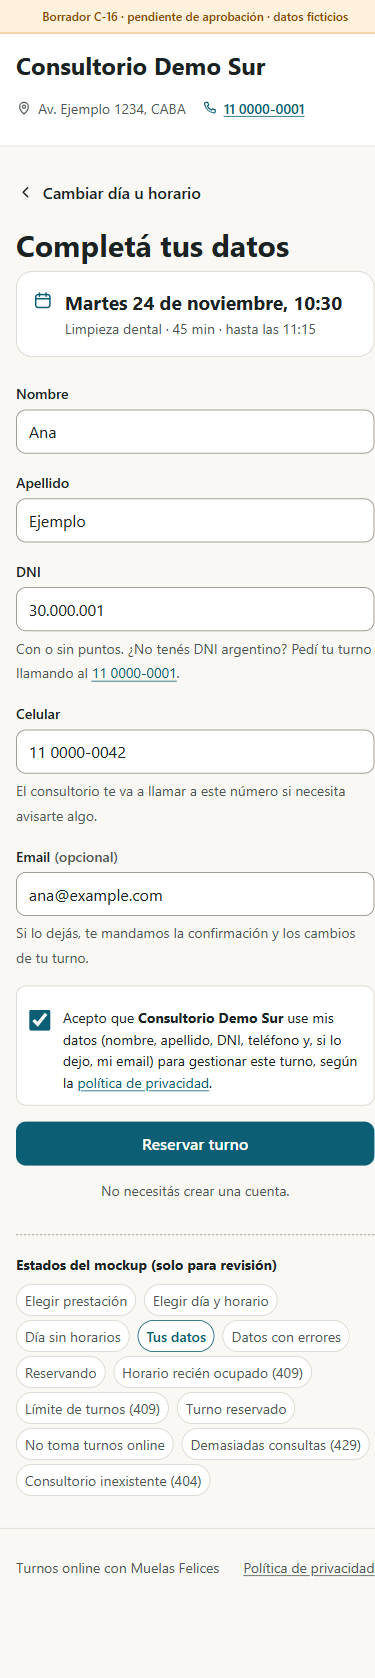 Borrador C-16 · pendiente de aprobación · datos ficticios
Consultorio Demo Sur
Av. Ejemplo 1234, CABA 11 0000-0001
Cambiar día u horario
Completá tus datos
Martes 24 de noviembre, 10:30
Limpieza dental · 45 min · hasta las 11:15
Nombre
Ana
Apellido
Ejemplo
DNI
30.000.001
Con o sin puntos. ¿No tenés DNI argentino? Pedí tu turno
llamando al 11 0000-0001.
Celular
11 0000-0042
El consultorio te va a llamar a este número si necesita
avisarte algo.
Email (opcional)
ana@example.com
Si lo dejás, te mandamos la confirmación y los cambios
de tu turno.
Acepto que Consultorio Demo Sur use mis
datos (nombre, apellido, DNI, teléfono y, si lo
dejo, mi email) para gestionar este turno, según
la política de privacidad.
Reservar turno
No necesitás crear una cuenta.
Estados del mockup (solo para revisión)
Elegir prestación Elegir día y horario
Día sin horarios Tus datos Datos con errores
Reservando Horario recién ocupado (409)
Límite de turnos (409) Turno reservado
No toma turnos online Demasiadas consultas (429)
Consultorio inexistente (404)
Turnos online con Muelas Felices Política de privacidad